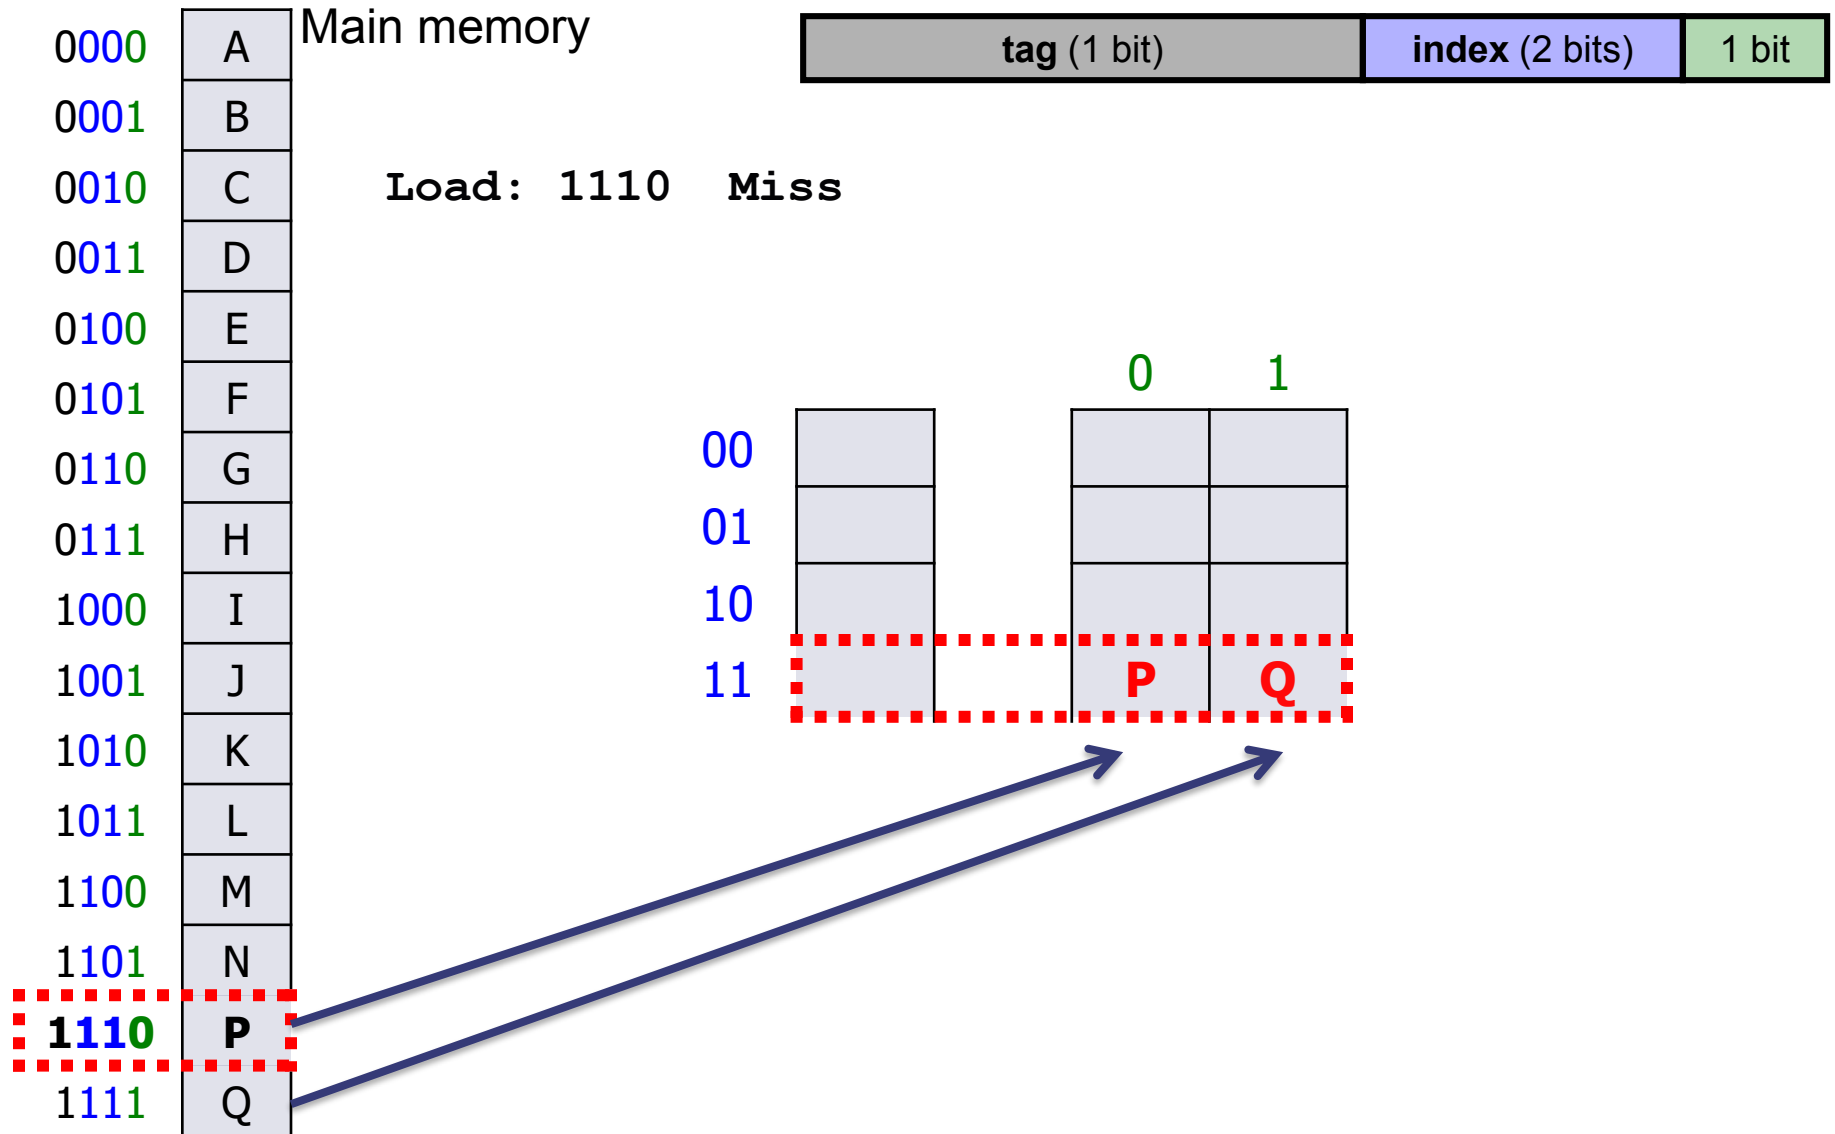 Main memory
tag (1 bit) index (2 bits) 1 bit
0000 A
0001 B
0010 C
Load: 1110 Miss
0011 D
0100 E
0 1
0101 F
00
0110 G
01
0111 H
10
1000 I
1001 J
11 P Q
1010 K
1011 L
1100 M
1101 N
1110 P
1111 Q